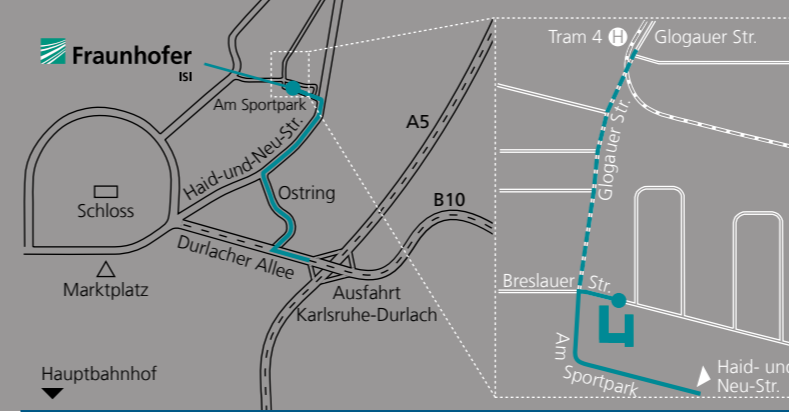 Fraunhofer
ISI
Am Sportpark
Haid-und-Neu-Str.
A5
Ostring
B10
Schloss
Durlacher Allee
Marktplatz
Ausfahrt
Karlsruhe-Durlach
Hauptbahnhof
Tram 4 H Glogauer Str.
Glogauer Str.
Breslauer Str.
Am
Sportpark
Haid- und
Neu-Str.